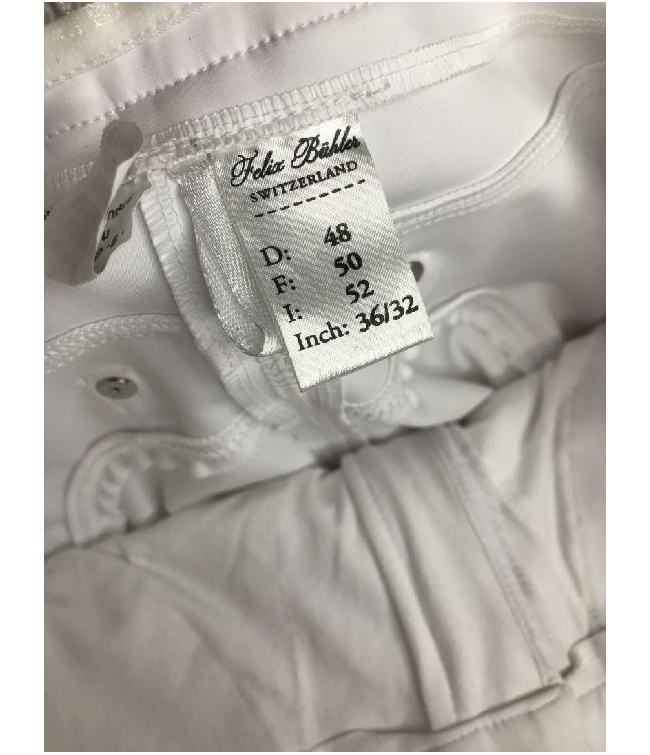 Felix Bühler
SWITZERLAND
D: 48
F: 50
I: 52
Inch: 36/32